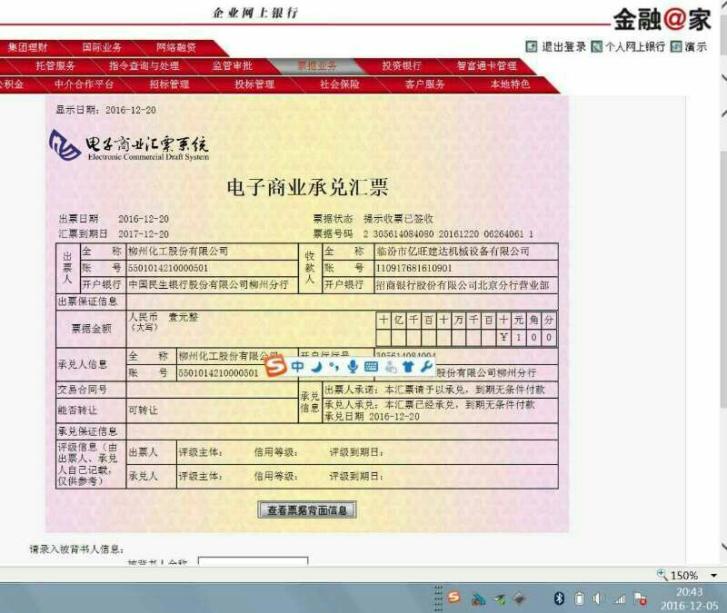 企业网上银行
金融@家
集团理财 国际业务 网络融资
退出登录 个人网上银行 演示
托管服务 指令查询与处理 监管审批 票据业务 投资银行 智富通卡管理
公积金 中介合作平台 招标管理 投标管理 社会保险 客户服务 本地特色
显示日期：2016-12-20
电子商业汇票系统
Electronic Commercial Draft System
电子商业承兑汇票
出票日期 2016-12-20 票据状态 提示收票已签收
汇票到期日 2017-12-20 票据号码 2 305614084080 20161220 06264061 1
出票人 全 称 柳州化工股份有限公司 收款人 全 称 临汾市亿旺建达机械设备有限公司
账 号 5501014210000501 账 号 110917681610901
开户银行 中国民生银行股份有限公司柳州分行 开户银行 招商银行股份有限公司北京分行营业部
出票保证信息
票据金额 人民币（大写） 壹元整 十亿千百十万千百十元角分
¥100
承兑人信息 全 称 柳州化工股份有限公司 开户行行号 305614084004
账 号 5501014210000501 中 股份有限公司柳州分行
交易合同号 承兑信息 出票人承诺：本汇票请予以承兑，到期无条件付款
能否转让 可转让 承兑人承兑：本汇票已经承兑，到期无条件付款
承兑日期 2016-12-20
承兑保证信息
评级信息（由出票人、承兑人自己记载，仅供参考） 出票人 评级主体： 信用等级： 评级到期日：
承兑人 评级主体： 信用等级： 评级到期日：
查看票据背面信息
请录入被背书人信息：
被背书人全称
150%
20:43
2016-12-05